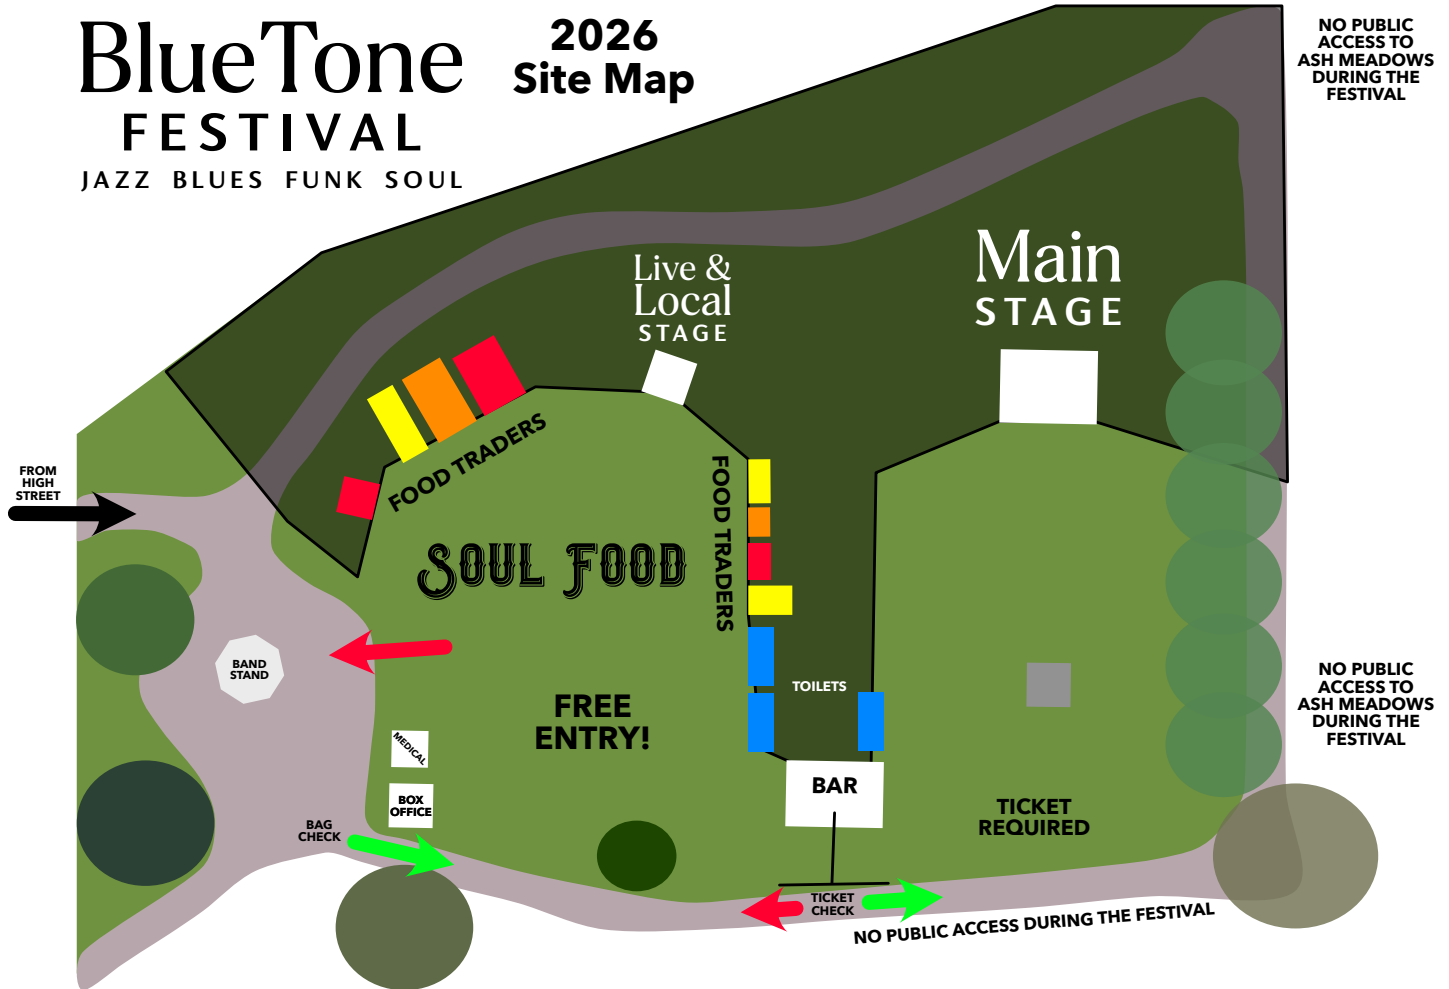 BlueTone
FESTIVAL
JAZZ BLUES FUNK SOUL
2026
Site Map
NO PUBLIC
ACCESS TO
ASH MEADOWS
DURING THE
FESTIVAL
Live &
Local
STAGE
Main
STAGE
FROM
HIGH
STREET
FOOD TRADERS
FOOD TRADERS
SOUL FOOD
BAND
STAND
TOILETS
FREE
ENTRY!
NO PUBLIC
ACCESS TO
ASH MEADOWS
DURING THE
FESTIVAL
MEDICAL
BOX
OFFICE
BAR
BAG
CHECK
TICKET
REQUIRED
TICKET
CHECK
NO PUBLIC ACCESS DURING THE FESTIVAL